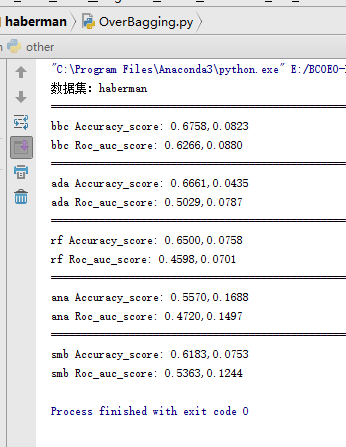 haberman OverBagging.py
other
"C:\Program Files\Anaconda3\python.exe" E:/BCOEO-
数据集：haberman
bbc Accuracy_score: 0.6758,0.0823
bbc Roc_auc_score: 0.6266,0.0880
ada Accuracy_score: 0.6661,0.0435
ada Roc_auc_score: 0.5029,0.0787
rf Accuracy_score: 0.6500,0.0758
rf Roc_auc_score: 0.4598,0.0701
ana Accuracy_score: 0.5570,0.1688
ana Roc_auc_score: 0.4720,0.1497
smb Accuracy_score: 0.6183,0.0753
smb Roc_auc_score: 0.5363,0.1244
Process finished with exit code 0